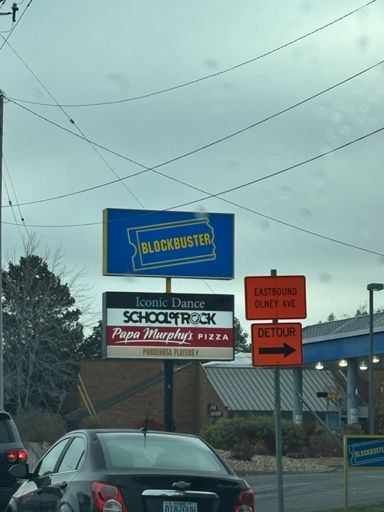 BLOCKBUSTER
Iconic Dance
SCHOOL of ROCK
Papa Murphy's PIZZA
PONDEROSA PLAYERS
EASTBOUND
OLNEY AVE
DETOUR
BLOCKBUSTER